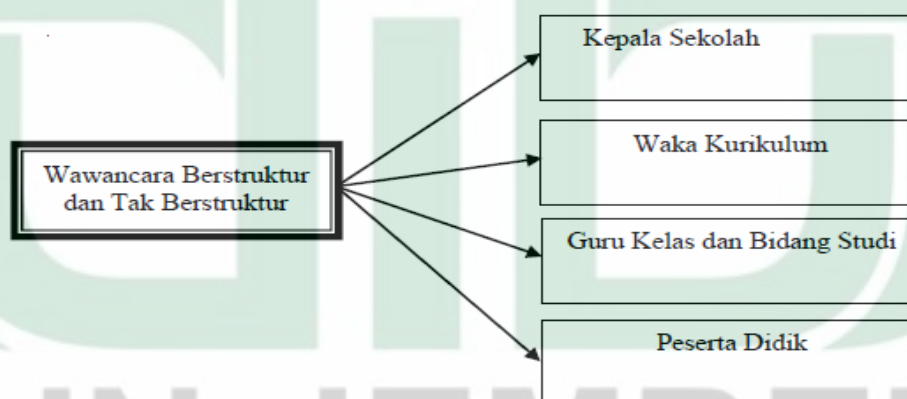 Kepala Sekolah
Waka Kurikulum
Wawancara Berstruktur
dan Tak Berstruktur
Guru Kelas dan Bidang Studi
Peserta Didik